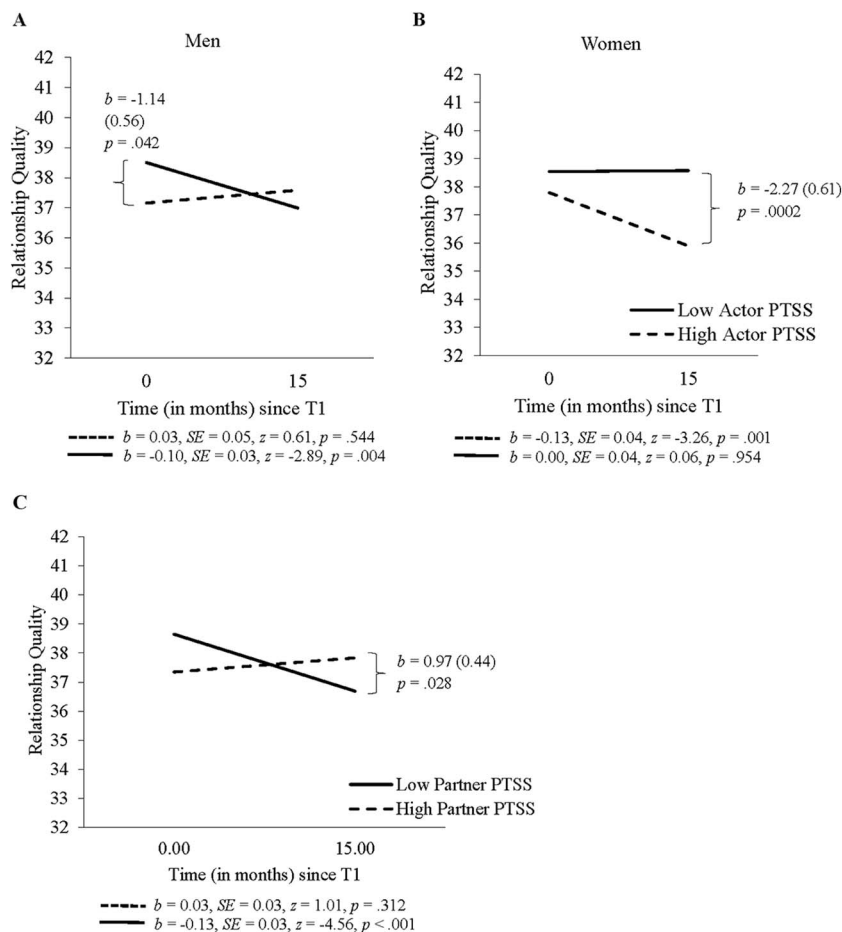 A
Men
42
41
40
39
38
37
36
35
34
33
32
Relationship Quality
b = -1.14
(0.56)
p = .042
0
15
Time (in months) since T1
b = 0.03, SE = 0.05, z = 0.61, p = .544
b = -0.10, SE = 0.03, z = -2.89, p = .004
B
Women
42
41
40
39
38
37
36
35
34
33
32
Relationship Quality
b = -2.27 (0.61)
p = .0002
Low Actor PTSS
High Actor PTSS
0
15
Time (in months) since T1
b = -0.13, SE = 0.04, z = -3.26, p = .001
b = 0.00, SE = 0.04, z = 0.06, p = .954
C
42
41
40
39
38
37
36
35
34
33
32
Relationship Quality
b = 0.97 (0.44)
p = .028
Low Partner PTSS
High Partner PTSS
0.00
15.00
Time (in months) since T1
b = 0.03, SE = 0.03, z = 1.01, p = .312
b = -0.13, SE = 0.03, z = -4.56, p < .001